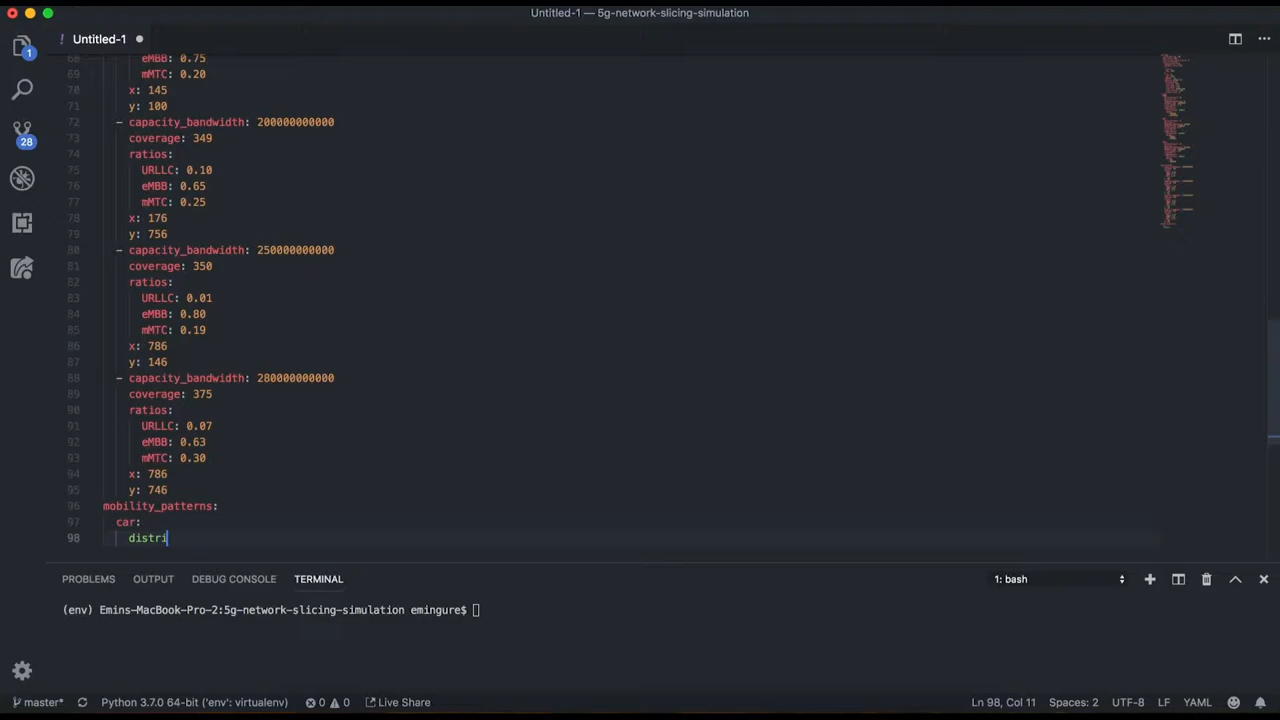 Untitled-1 — 5g-network-slicing-simulation
! Untitled-1
1
28
68 eMBB: 0.75
69 mMTC: 0.20
70 x: 145
71 y: 100
72 - capacity_bandwidth: 200000000000
73 coverage: 349
74 ratios:
75 URLLC: 0.10
76 eMBB: 0.65
77 mMTC: 0.25
78 x: 176
79 y: 756
80 - capacity_bandwidth: 250000000000
81 coverage: 350
82 ratios:
83 URLLC: 0.01
84 eMBB: 0.80
85 mMTC: 0.19
86 x: 786
87 y: 146
88 - capacity_bandwidth: 280000000000
89 coverage: 375
90 ratios:
91 URLLC: 0.07
92 eMBB: 0.63
93 mMTC: 0.30
94 x: 786
95 y: 746
96 mobility_patterns:
97 car:
98 distri
PROBLEMS OUTPUT DEBUG CONSOLE TERMINAL 1: bash
(env) Emins-MacBook-Pro-2:5g-network-slicing-simulation emingure$
master* Python 3.7.0 64-bit ('env': virtualenv) 0 0 Live Share Ln 98, Col 11 Spaces: 2 UTF-8 LF YAML